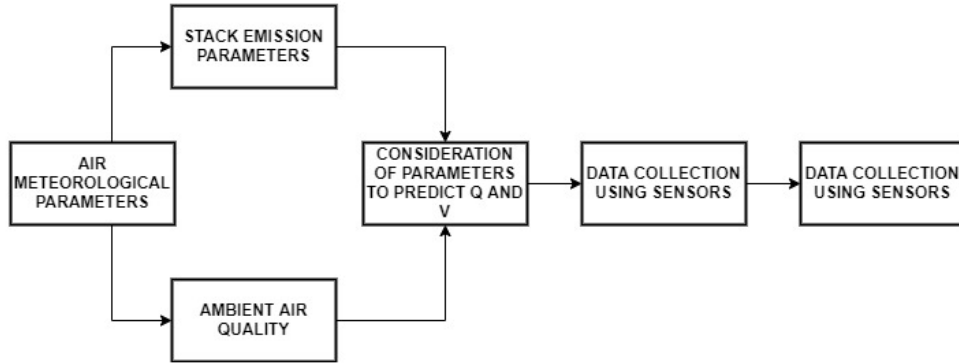 STACK EMISSION
PARAMETERS
AIR
METEOROLOGICAL
PARAMETERS
CONSIDERATION
OF PARAMETERS
TO PREDICT Q AND
V
DATA COLLECTION
USING SENSORS
DATA COLLECTION
USING SENSORS
AMBIENT AIR
QUALITY